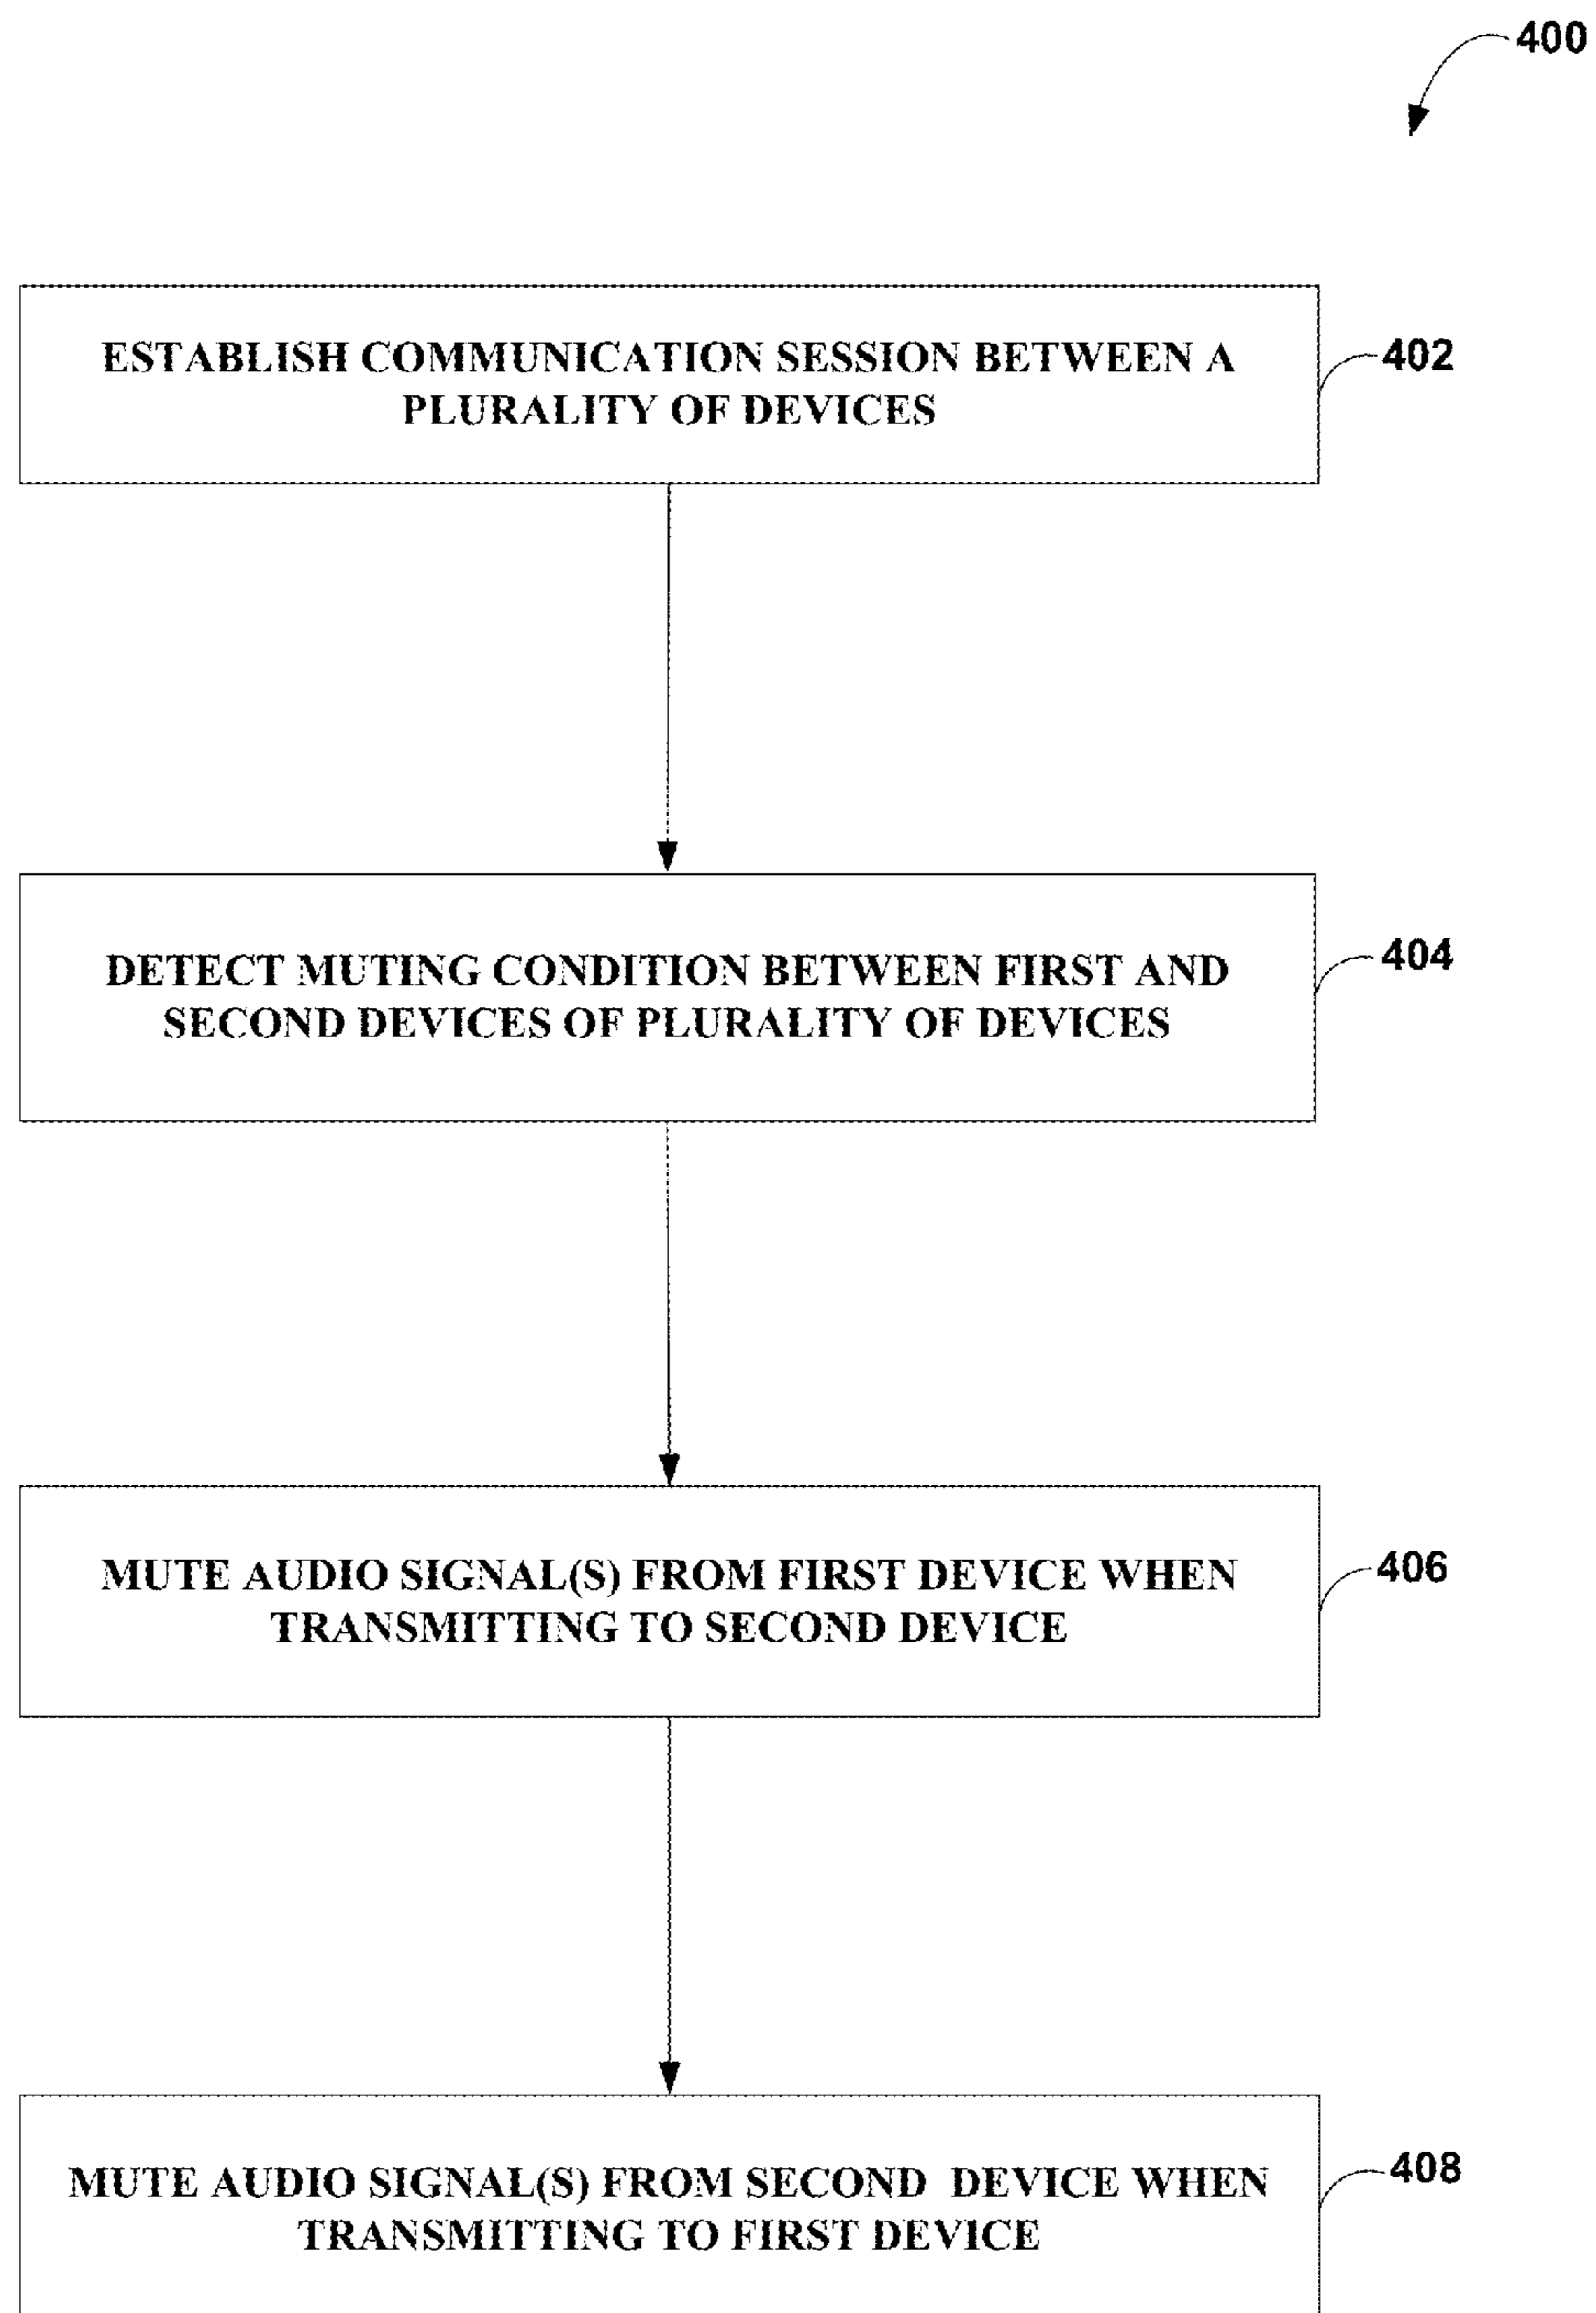 400
ESTABLISH COMMUNICATION SESSION BETWEEN A
PLURALITY OF DEVICES
402
DETECT MUTING CONDITION BETWEEN FIRST AND
SECOND DEVICES OF PLURALITY OF DEVICES
404
MUTE AUDIO SIGNAL(S) FROM FIRST DEVICE WHEN
TRANSMITTING TO SECOND DEVICE
406
MUTE AUDIO SIGNAL(S) FROM SECOND DEVICE WHEN
TRANSMITTING TO FIRST DEVICE
408